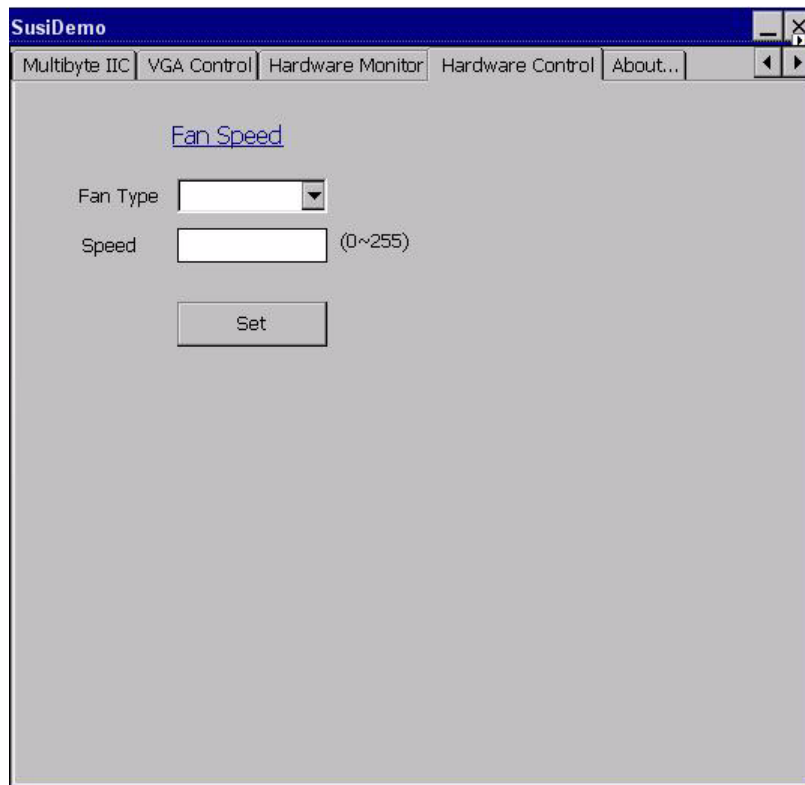 SusiDemo
Multibyte IIC VGA Control Hardware Monitor Hardware Control About...
Fan Speed
Fan Type
Speed (0~255)
Set